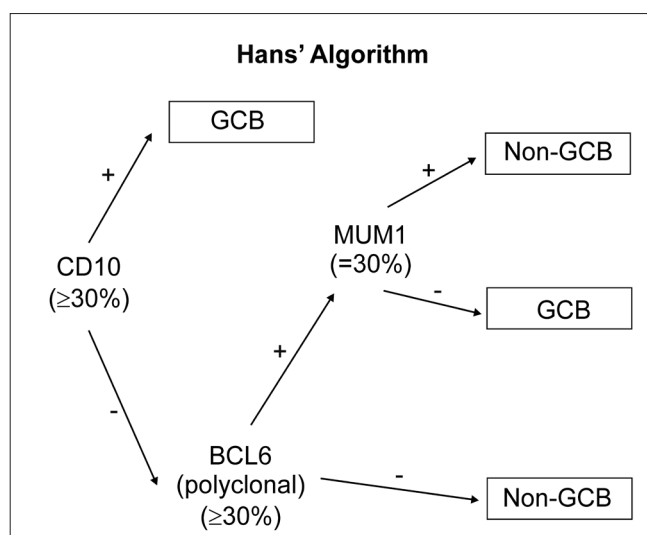 Hans' Algorithm
GCB
+
Non-GCB
+
MUM1
(=30%)
CD10
(≥30%)
-
GCB
+
-
BCL6
(polyclonal)
(≥30%)
-
Non-GCB